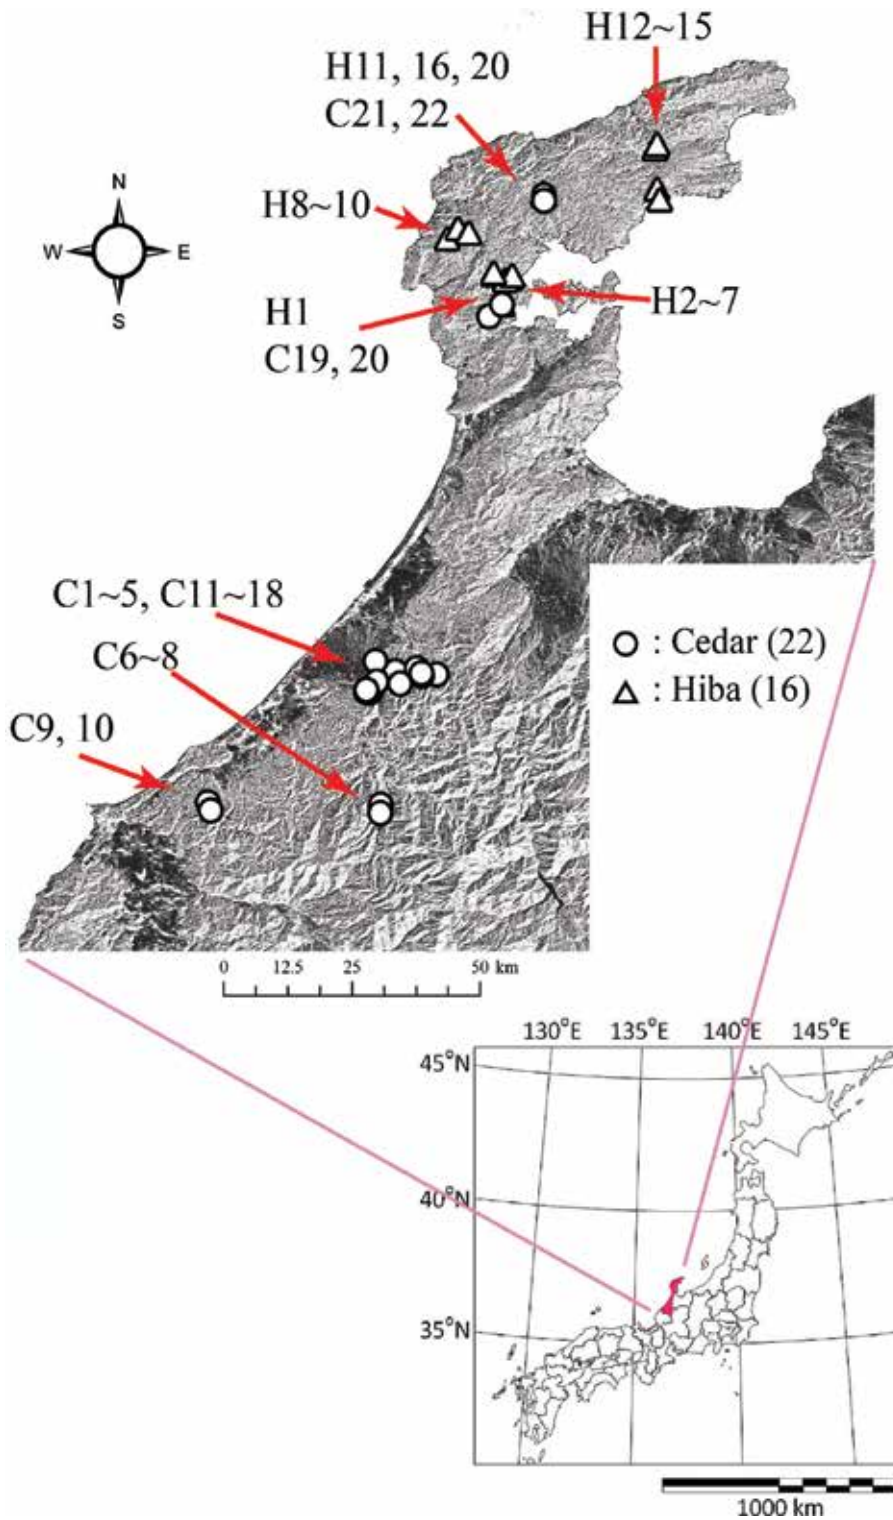 H12~15
H11, 16, 20
C21, 22
N
W E
S
H8~10
H2~7
H1
C19, 20
C1~5, C11~18
C6~8
C9, 10
○ : Cedar (22)
△ : Hiba (16)
0 12.5 25 50 km
130°E 135°E 140°E 145°E
45°N
40°N
35°N
1000 km